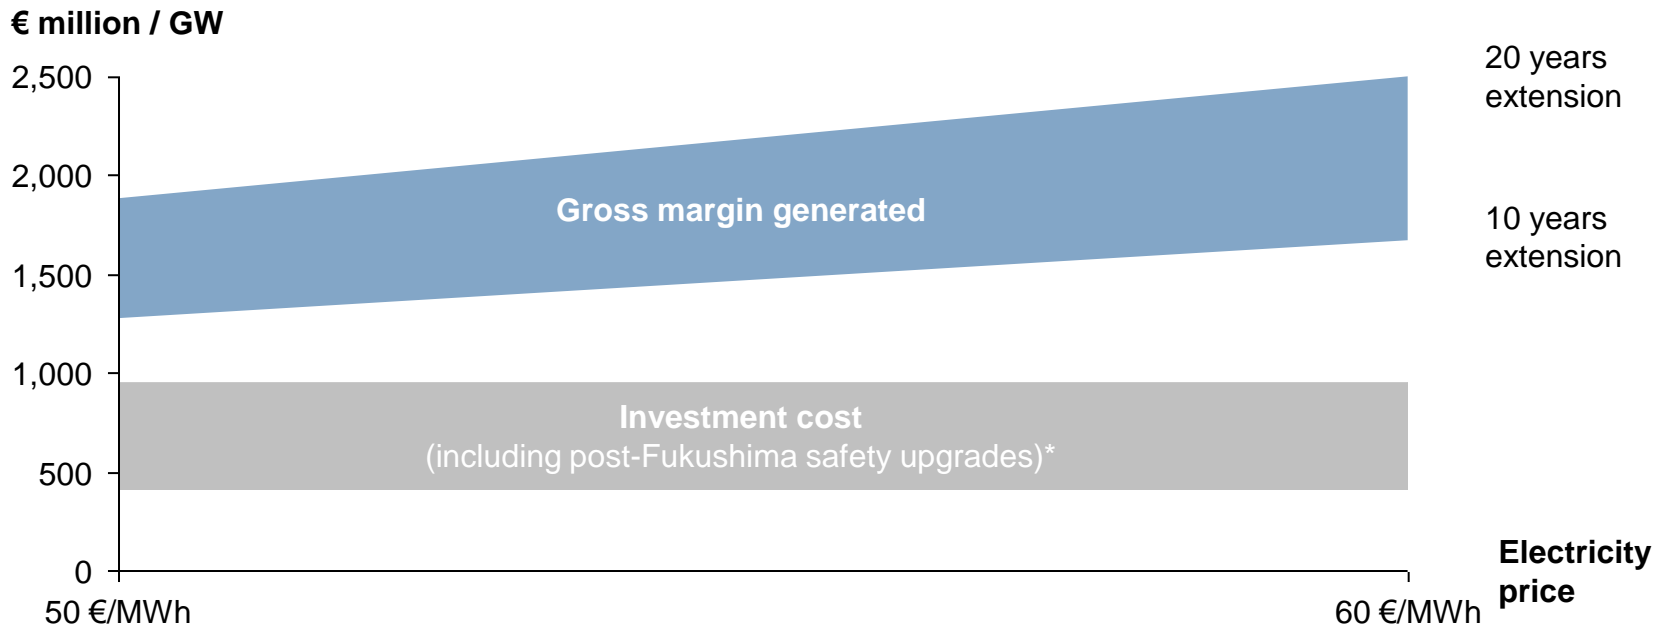 € million / GW
2,500
2,000
1,500
1,000
500
0
20 years
extension
10 years
extension
Gross margin generated
Investment cost
(including post-Fukushima safety upgrades)*
50 €/MWh
60 €/MWh
Electricity
price